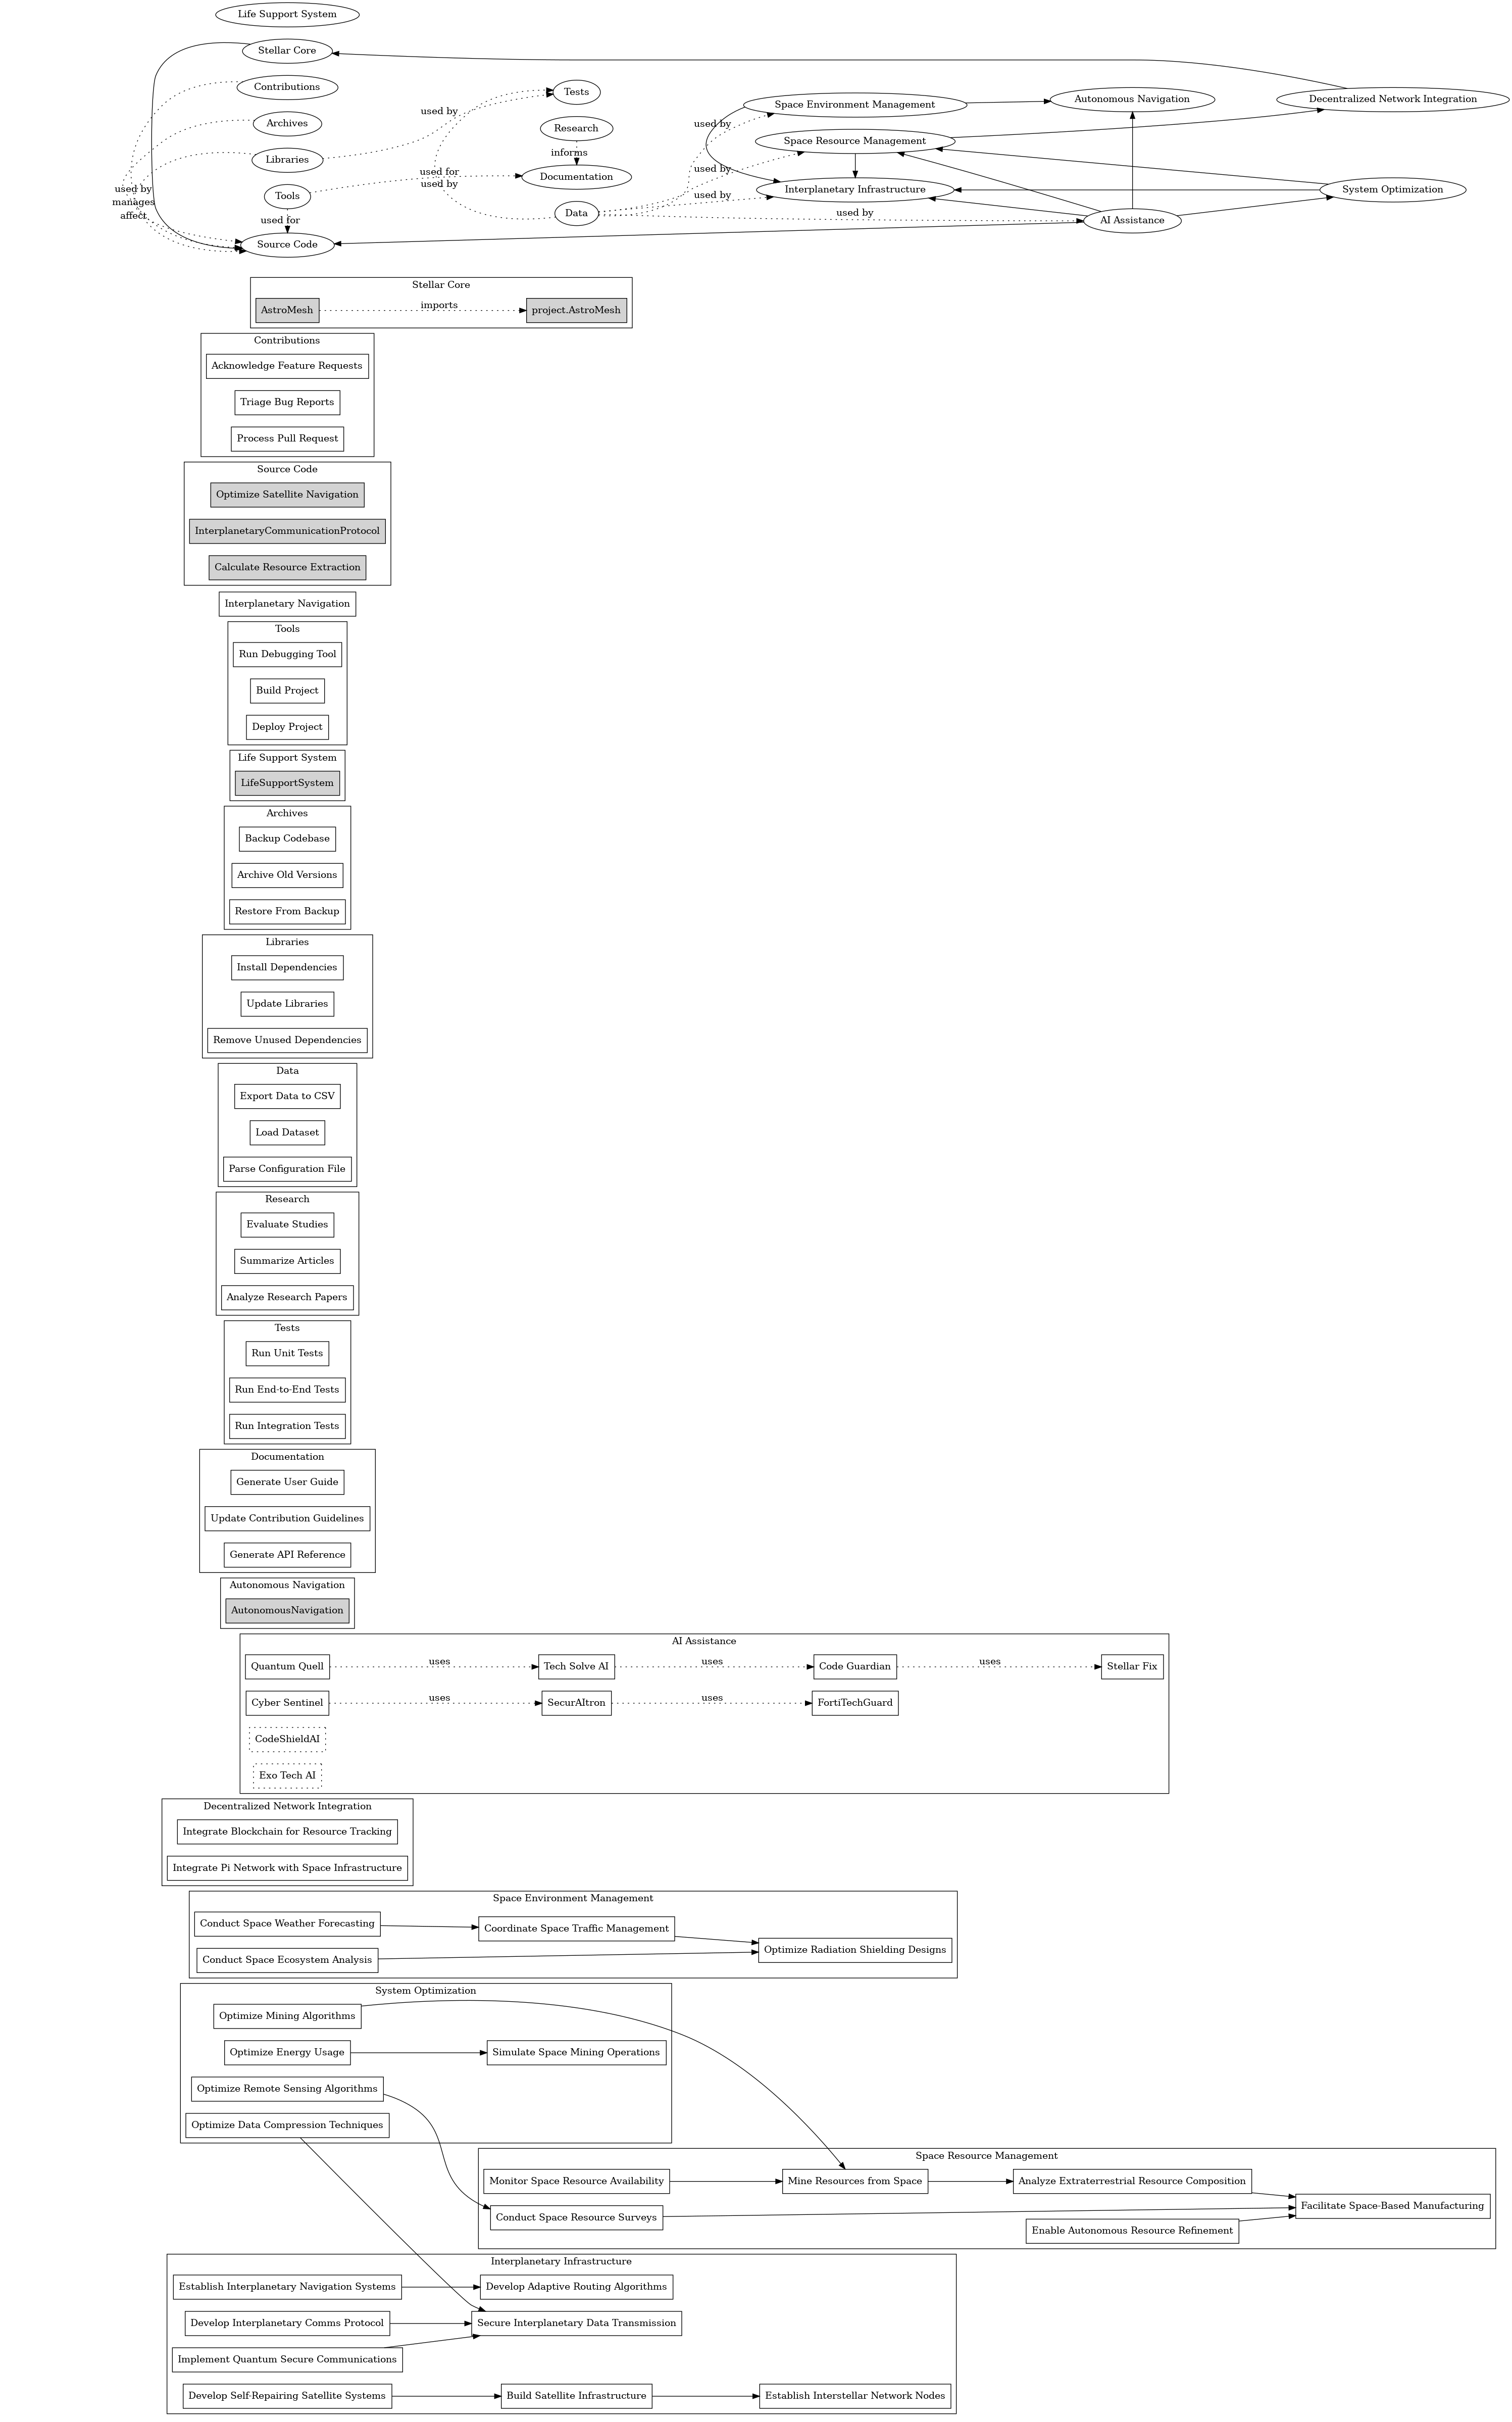 Life Support System
Stellar Core
Contributions
Space Environment Management
Autonomous Navigation
Decentralized Network Integration
Tests
used by
used by
Archives
Research
Space Resource Management
informs
Libraries
used by
used for
Documentation
used by
used by
manages
affect
Tools
used by
Interplanetary Infrastructure
System Optimization
Data
used by
AI Assistance
used for
Source Code
Stellar Core
AstroMesh
imports
project.AstroMesh
Contributions
Acknowledge Feature Requests
Triage Bug Reports
Process Pull Request
Source Code
Optimize Satellite Navigation
InterplanetaryCommunicationProtocol
Calculate Resource Extraction
Interplanetary Navigation
Tools
Run Debugging Tool
Build Project
Deploy Project
Life Support System
LifeSupportSystem
Archives
Backup Codebase
Archive Old Versions
Restore From Backup
Libraries
Install Dependencies
Update Libraries
Remove Unused Dependencies
Data
Export Data to CSV
Load Dataset
Parse Configuration File
Research
Evaluate Studies
Summarize Articles
Analyze Research Papers
Tests
Run Unit Tests
Run End-to-End Tests
Run Integration Tests
Documentation
Generate User Guide
Update Contribution Guidelines
Generate API Reference
Autonomous Navigation
AutonomousNavigation
AI Assistance
Quantum Quell
uses
Tech Solve AI
uses
Code Guardian
uses
Stellar Fix
Cyber Sentinel
uses
SecurAItron
uses
FortiTechGuard
CodeShieldAI
Exo Tech AI
Decentralized Network Integration
Integrate Blockchain for Resource Tracking
Integrate Pi Network with Space Infrastructure
Space Environment Management
Conduct Space Weather Forecasting
Coordinate Space Traffic Management
Optimize Radiation Shielding Designs
Conduct Space Ecosystem Analysis
System Optimization
Optimize Mining Algorithms
Optimize Energy Usage
Simulate Space Mining Operations
Optimize Remote Sensing Algorithms
Optimize Data Compression Techniques
Space Resource Management
Monitor Space Resource Availability
Mine Resources from Space
Analyze Extraterrestrial Resource Composition
Facilitate Space-Based Manufacturing
Conduct Space Resource Surveys
Enable Autonomous Resource Refinement
Interplanetary Infrastructure
Establish Interplanetary Navigation Systems
Develop Adaptive Routing Algorithms
Develop Interplanetary Comms Protocol
Secure Interplanetary Data Transmission
Implement Quantum Secure Communications
Develop Self-Repairing Satellite Systems
Build Satellite Infrastructure
Establish Interstellar Network Nodes